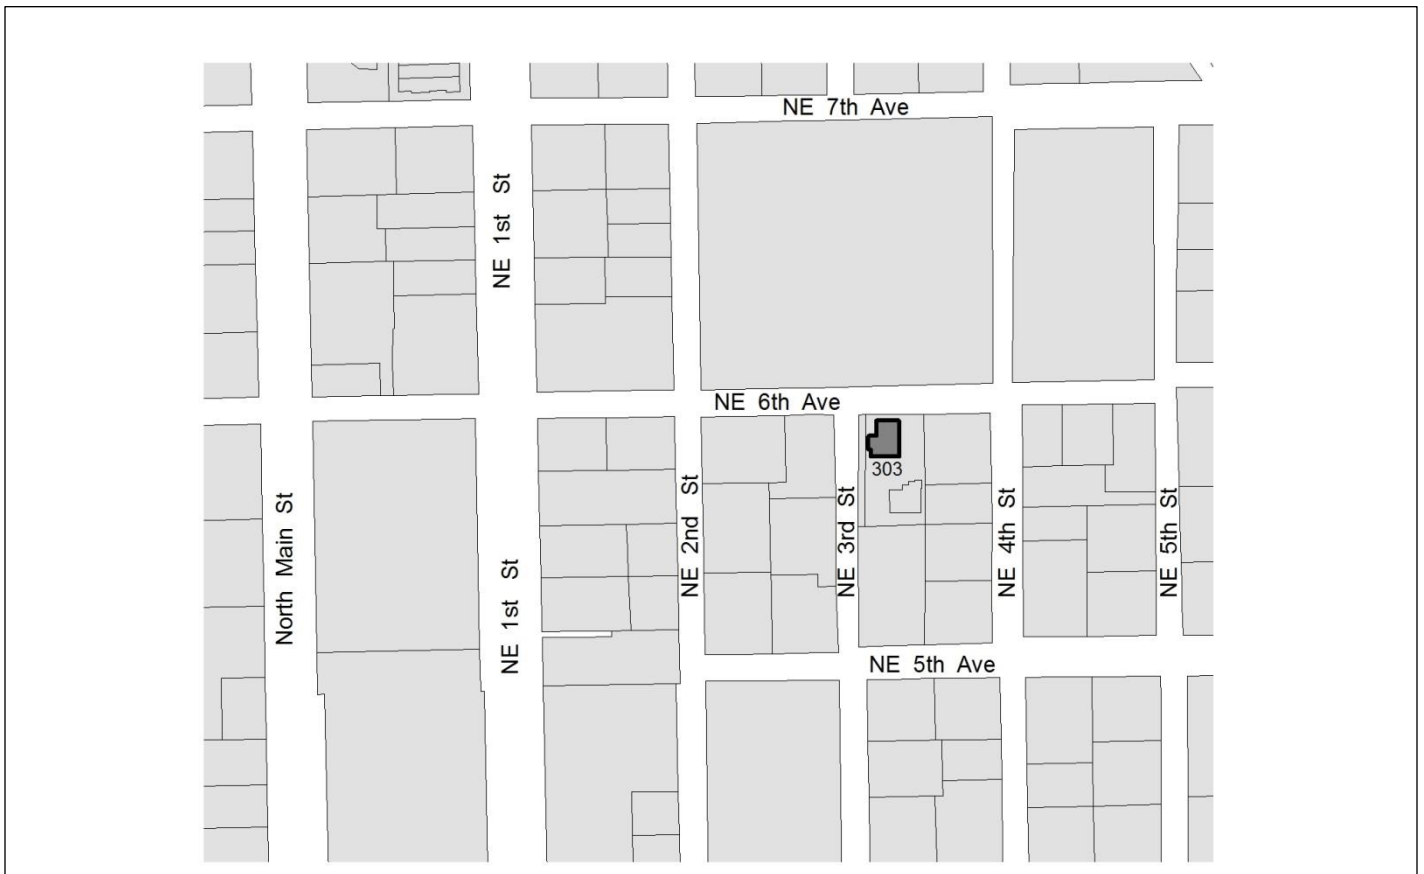 NE 7th Ave
NE 1st St
NE 6th Ave
303
NE 2nd St
NE 3rd St
NE 4th St
NE 5th St
North Main St
NE 1st St
NE 5th Ave